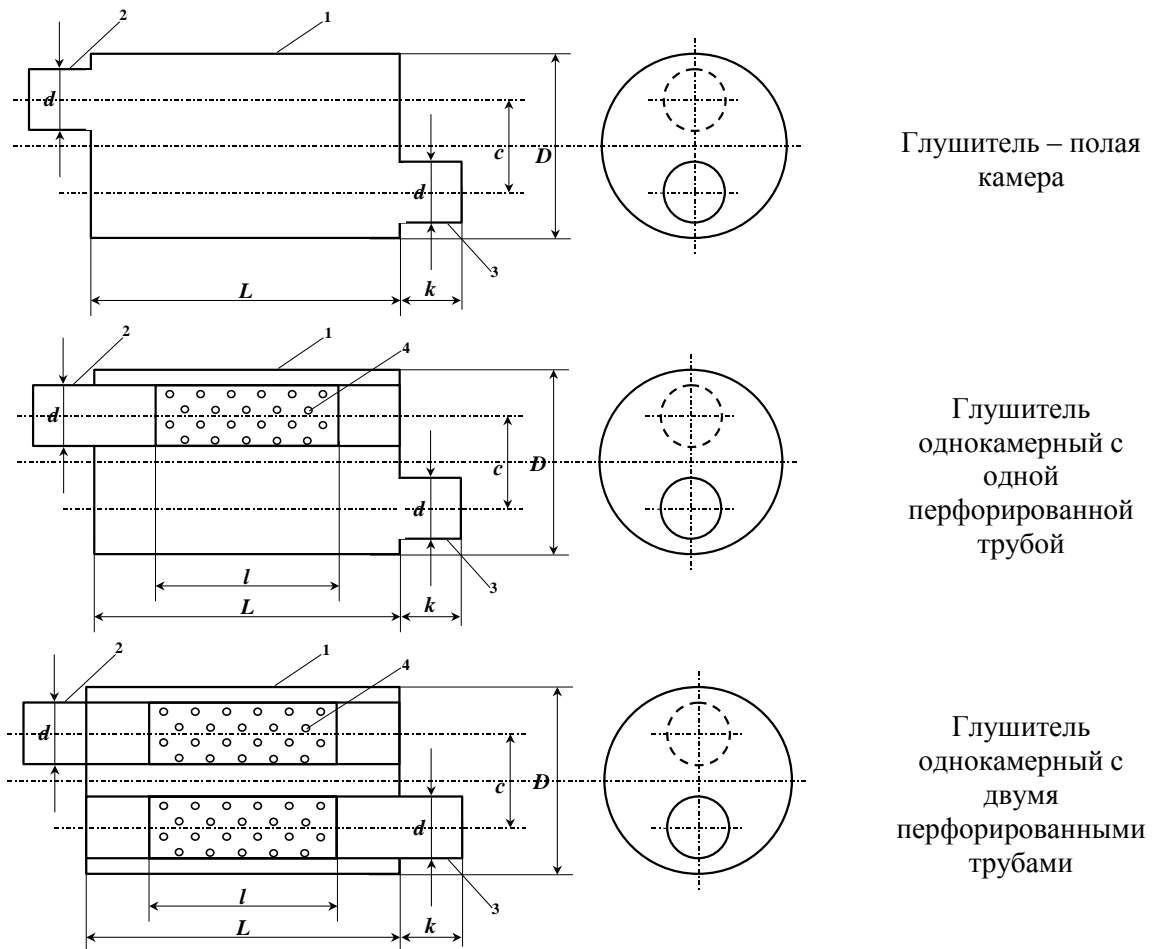 1
2
d
c
D
d
3
L
k
Глушитель – полая
камера
1
2
4
d
c
D
d
3
l
L
k
Глушитель
однокамерный с
одной
перфорированной
трубой
1
2
4
d
c
D
d
l
3
L
k
Глушитель
однокамерный с
двумя
перфорированными
трубами